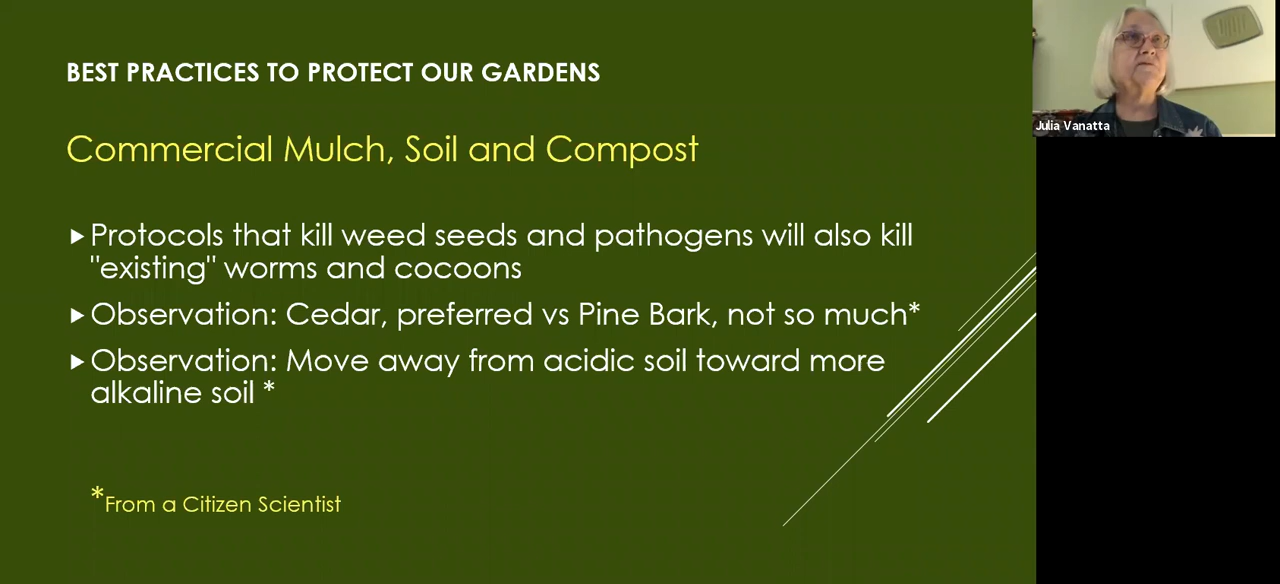 BEST PRACTICES TO PROTECT OUR GARDENS
Commercial Mulch, Soil and Compost
Protocols that kill weed seeds and pathogens will also kill
"existing" worms and cocoons
Observation: Cedar, preferred vs Pine Bark, not so much*
Observation: Move away from acidic soil toward more
alkaline soil *
*From a Citizen Scientist
Julia Vanatta